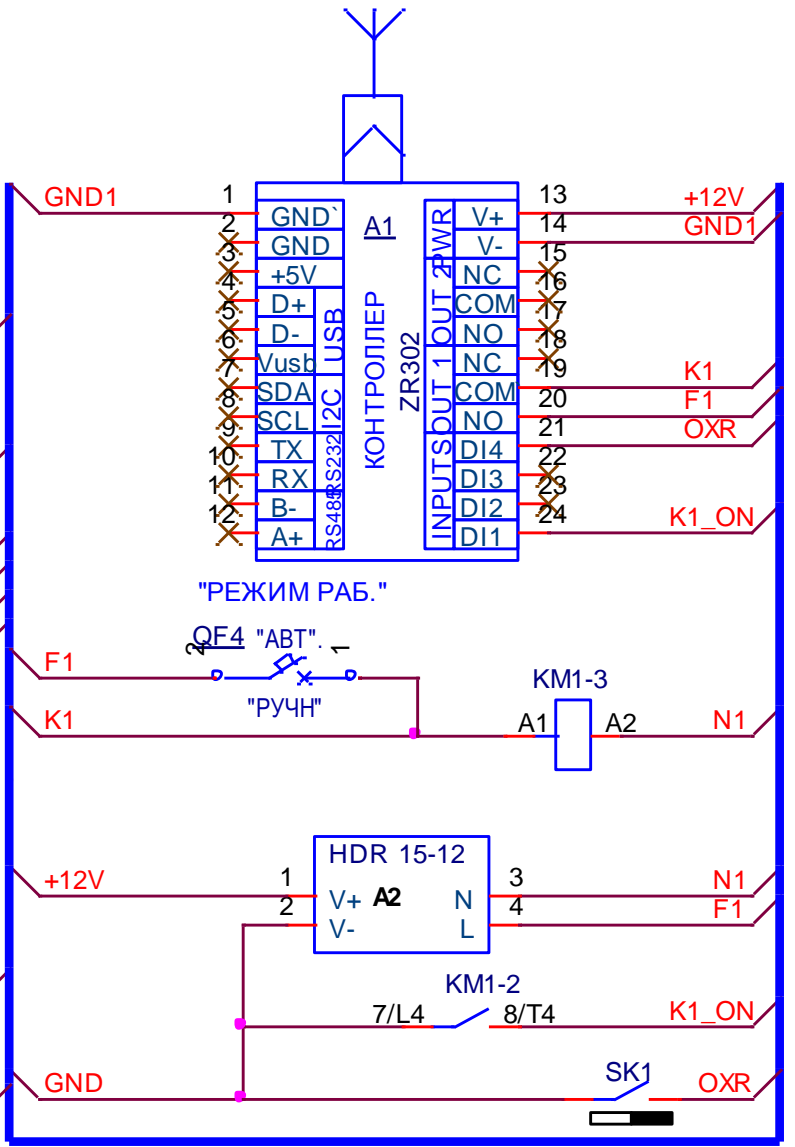 GND1 1 GND` A1 V+ 13 +12V
2 GND V- 14 GND1
3 +5V NC 15
4 D+ COM 16
5 D- NO 17
6 Vusb NC 18
7 SDA COM 19 K1
8 SCL NO 20 F1
9 TX DI4 21 OXR
10 RX DI3 22
11 B- DI2 23
12 A+ DI1 24 K1_ON
USB
I2C
RS232
RS485
КОНТРОЛЛЕР
ZR302
PWR
OUT 2
OUT 1
INPUTS
"РЕЖИМ РАБ."
QF4 "АВТ".
F1 2 1
"РУЧН"
KM1-3
K1 A1 A2 N1
HDR 15-12
+12V 1 V+ A2 N 3 N1
2 V- L 4 F1
KM1-2
7/L4 8/T4 K1_ON
SK1
GND OXR